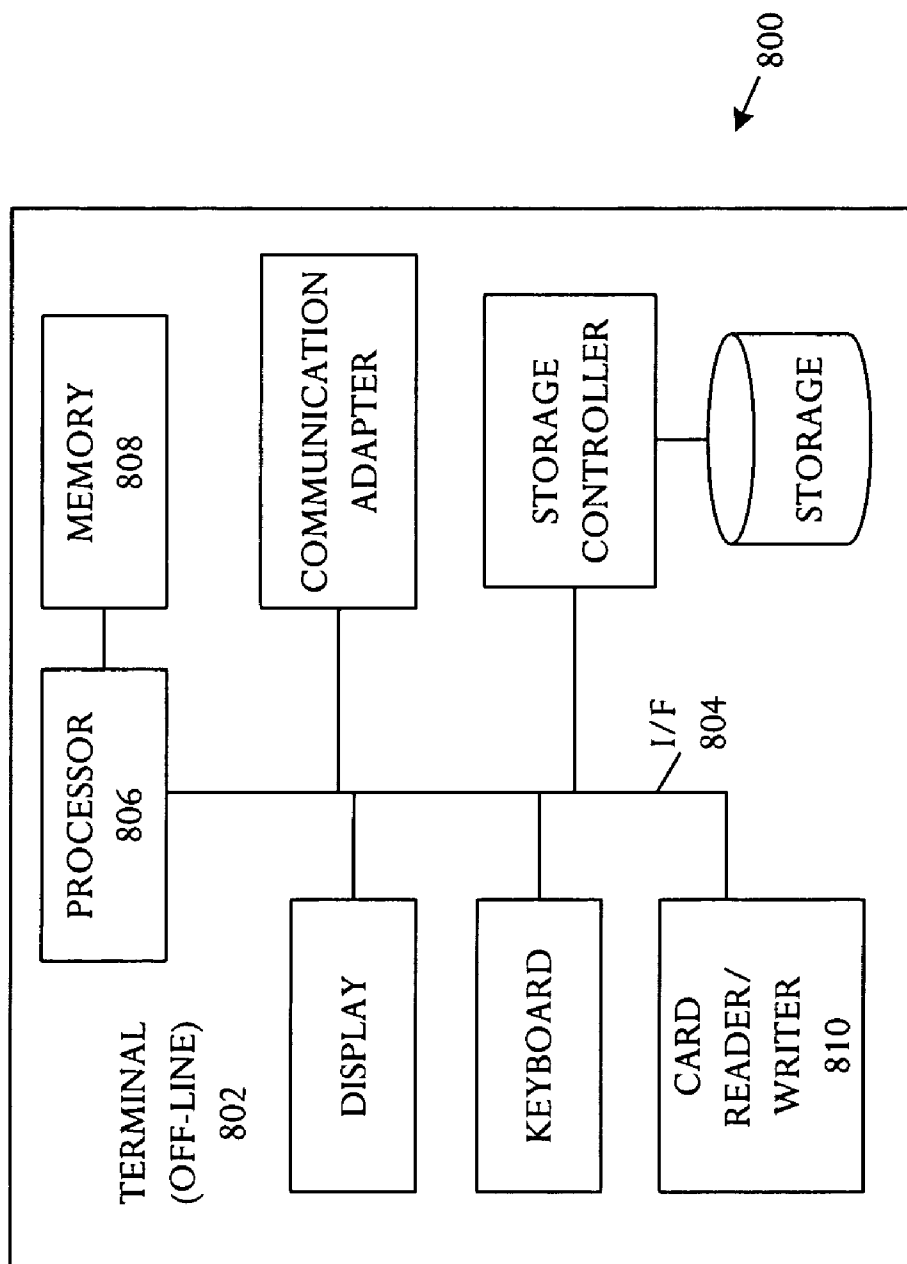 800
TERMINAL
(OFF-LINE)
802
PROCESSOR
806
MEMORY
808
DISPLAY
COMMUNICATION
ADAPTER
KEYBOARD
STORAGE
CONTROLLER
I/F
804
CARD
READER/
WRITER
810
STORAGE